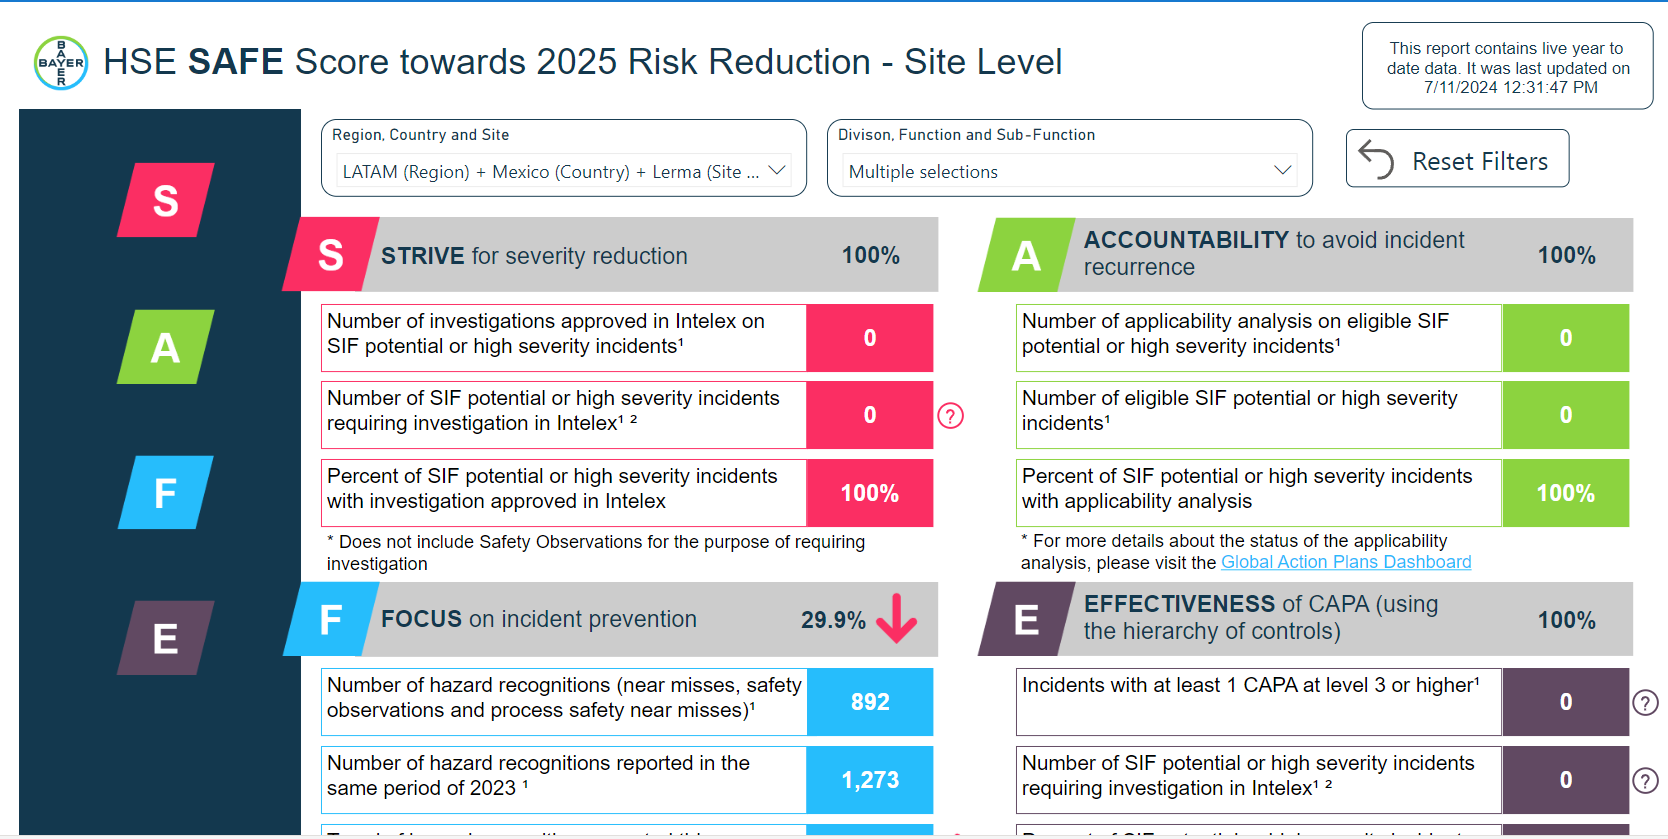 BAYER
BAYER
HSE SAFE Score towards 2025 Risk Reduction - Site Level
This report contains live year to
date data. It was last updated on
7/11/2024 12:31:47 PM
Region, Country and Site
LATAM (Region) + Mexico (Country) + Lerma (Site ...
Divison, Function and Sub-Function
Multiple selections
Reset Filters
S
A
F
E
S
STRIVE for severity reduction
100%
Number of investigations approved in Intelex on
SIF potential or high severity incidents¹
0
Number of SIF potential or high severity incidents
requiring investigation in Intelex¹ ²
0
?
Percent of SIF potential or high severity incidents
with investigation approved in Intelex
100%
* Does not include Safety Observations for the purpose of requiring
investigation
A
ACCOUNTABILITY to avoid incident
recurrence
100%
Number of applicability analysis on eligible SIF
potential or high severity incidents¹
0
Number of eligible SIF potential or high severity
incidents¹
0
Percent of SIF potential or high severity incidents
with applicability analysis
100%
* For more details about the status of the applicability
analysis, please visit the Global Action Plans Dashboard
F
FOCUS on incident prevention
29.9%
Number of hazard recognitions (near misses, safety
observations and process safety near misses)¹
892
Number of hazard recognitions reported in the
same period of 2023 ¹
1,273
E
EFFECTIVENESS of CAPA (using
the hierarchy of controls)
100%
Incidents with at least 1 CAPA at level 3 or higher¹
0
?
Number of SIF potential or high severity incidents
requiring investigation in Intelex¹ ²
0
?